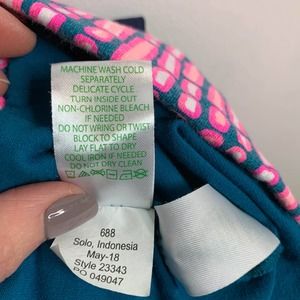 MACHINE WASH COLD
SEPARATELY
DELICATE CYCLE
TURN INSIDE OUT
NON-CHLORINE BLEACH
IF NEEDED
DO NOT WRING OR TWIST
BLOCK TO SHAPE
LAY FLAT TO DRY
COOL IRON IF NEEDED
DO NOT DRY CLEAN
688
Solo, Indonesia
May-18
Style 23343
PO 049047